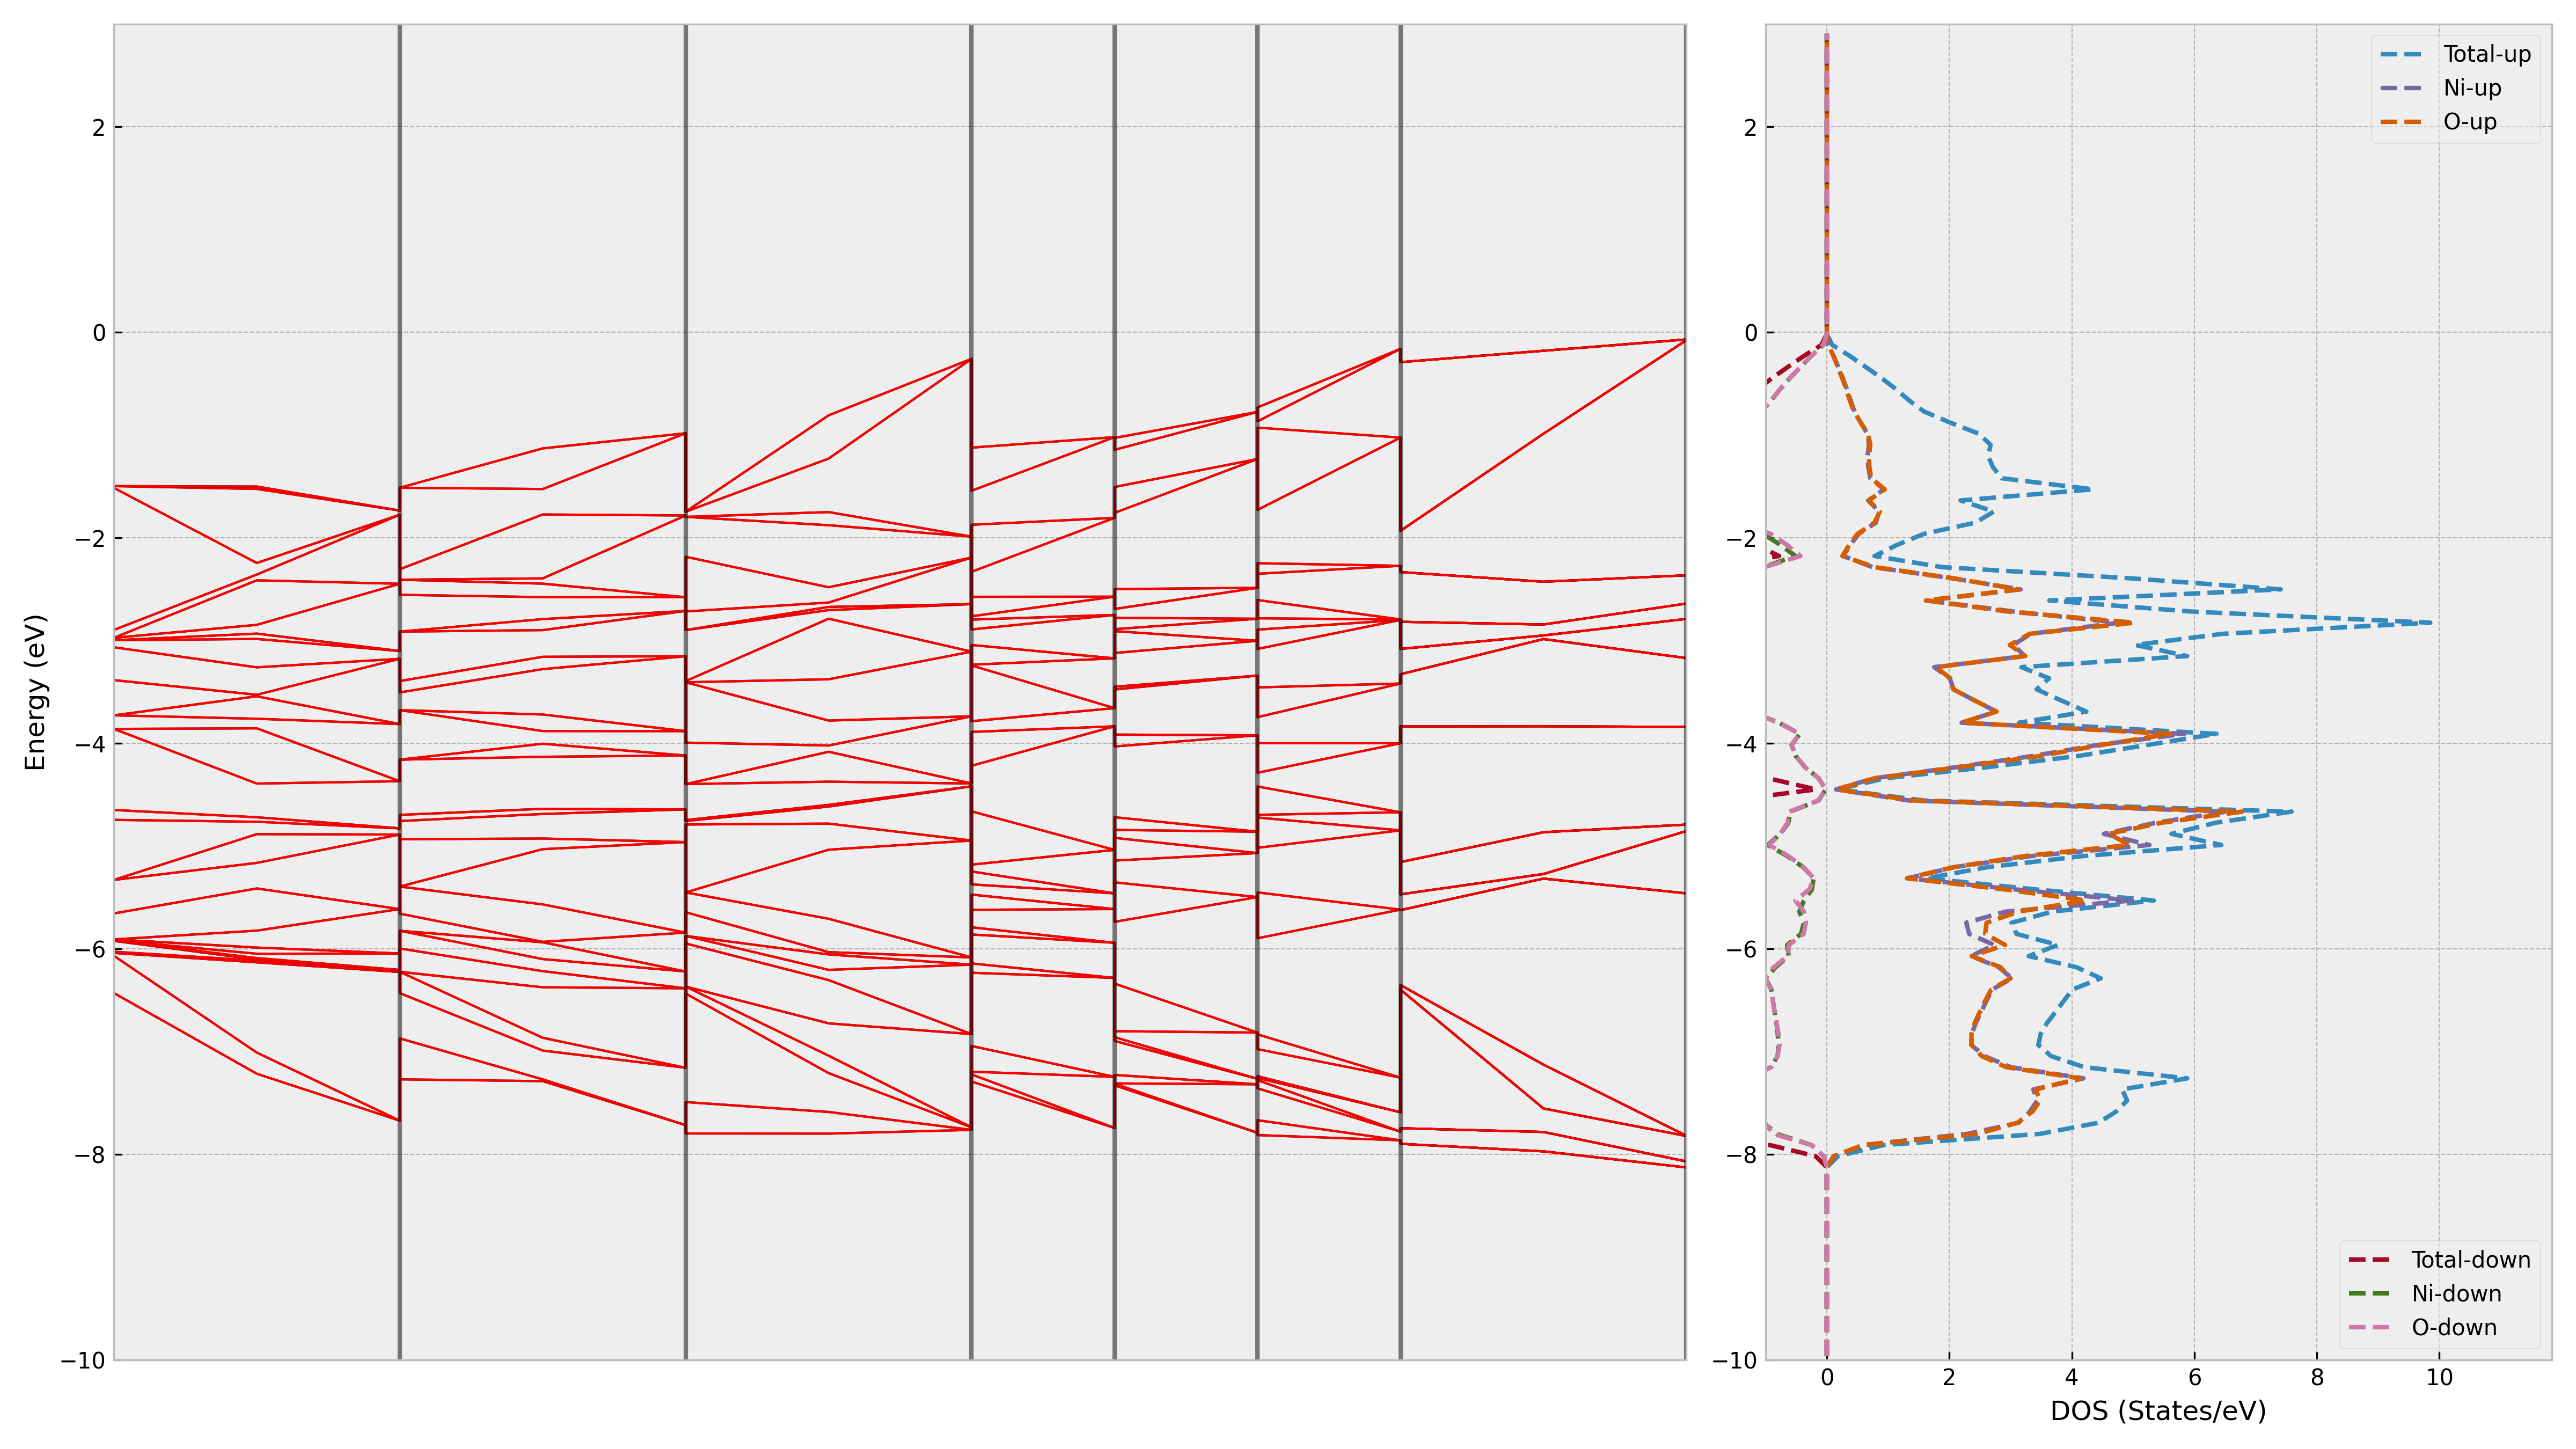 Energy (eV)
2
0
−2
−4
−6
−8
−10
2
0
−2
−4
−6
−8
−10
Total-up
Ni-up
O-up
Total-down
Ni-down
O-down
0 2 4 6 8 10
DOS (States/eV)